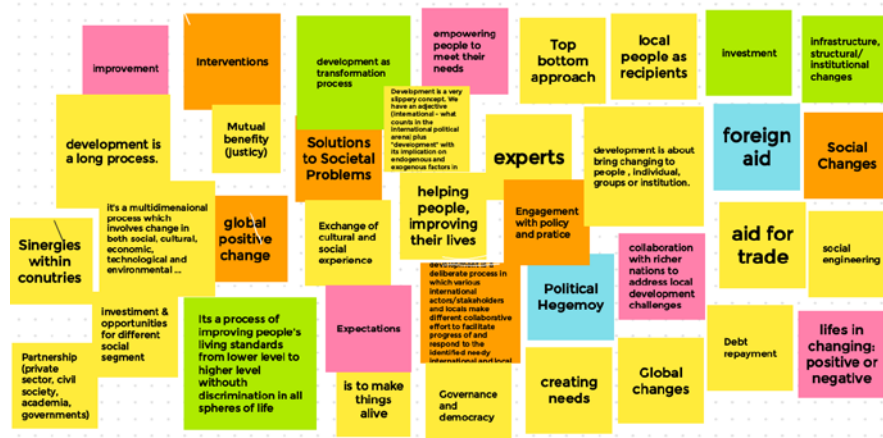 improvement
Interventions
development as
transformation
process
empowering
people to
meet their
needs
Top
bottom
approach
local
people as
recipients
investment
infrastructure,
structural/
institutional
changes
development is
a long process.
Mutual
benefity
(justicy)
Solutions
to Societal
Problems
Development is a very
slippery concept. We
have an adjective
(international - what
counts in the
international political
arena) plus
"development" with
its implication on
endogenous and
exogenous factors in
experts
development is about
bring changing to
people , individual,
groups or institution.
foreign
aid
Social
Changes
Sinergies
within
conutries
it's a multidimenaional
process which
involves change in
both social, cultural,
economic,
technological and
environmental ...
global
positive
change
Exchange of
cultural and
social
experience
helping
people,
improving
their lives
Engagement
with policy
and pratice
collaboration
with richer
nations to
address local
development
challenges
aid for
trade
social
engineering
Partnership
(private
sector, civil
society,
academia,
governments)
investiment &
opportunities
for different
social
segment
Its a process of
improving people's
living standards
from lower level to
higher level
withouth
discrimination in all
spheres of life
Expectations
development is a
deliberate process in
which various
international
actors/stakeholders
and locals make
different collaborative
effort to facilitate
progress of and
respond to the
identified needy
international and local
Political
Hegemoy
is to make
things
alive
Governance
and
democracy
creating
needs
Global
changes
Debt
repayment
lifes in
changing:
positive or
negative